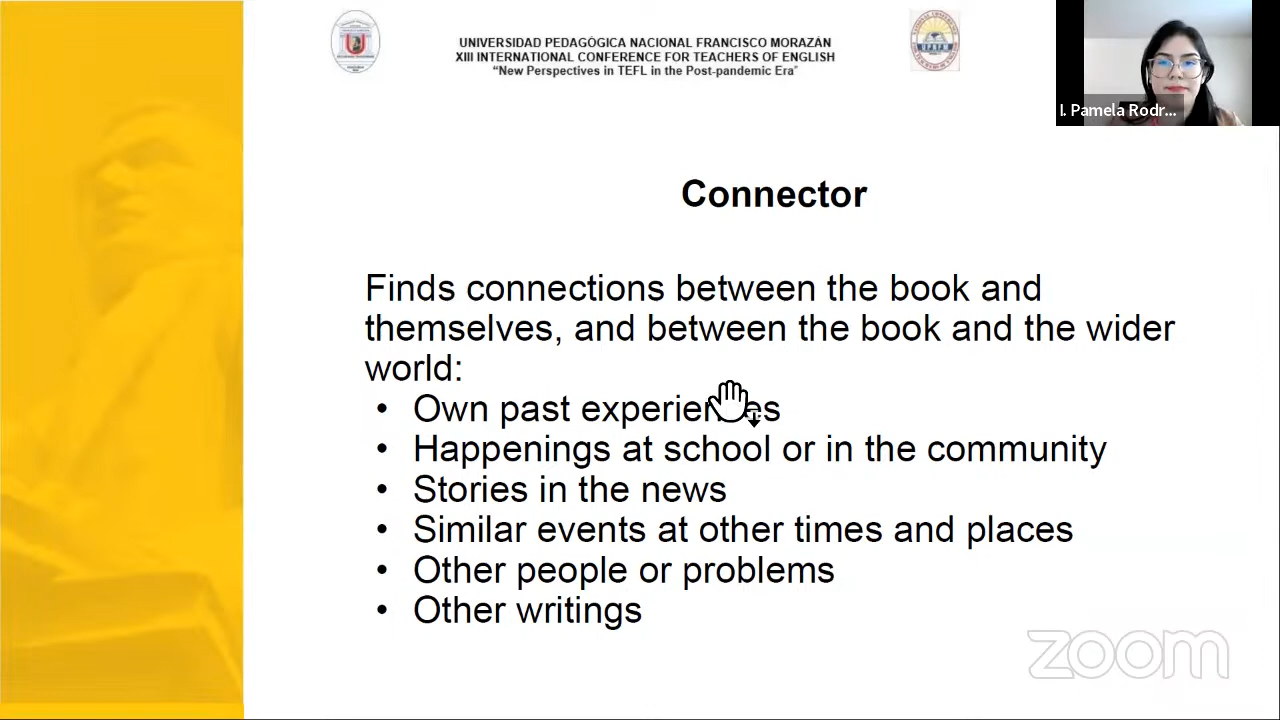 UNIVERSIDAD PEDAGÓGICA NACIONAL FRANCISCO MORAZÁN
XIII INTERNATIONAL CONFERENCE FOR TEACHERS OF ENGLISH
“New Perspectives in TEFL in the Post-pandemic Era”
I. Pamela Rodr...
Connector
Finds connections between the book and
themselves, and between the book and the wider
world:
• Own past experiences
• Happenings at school or in the community
• Stories in the news
• Similar events at other times and places
• Other people or problems
• Other writings
zoom